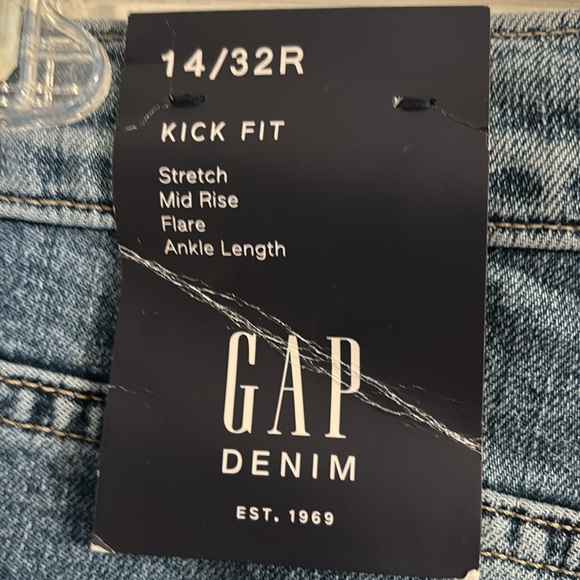 14/32R
KICK FIT
Stretch
Mid Rise
Flare
Ankle Length
GAP
DENIM
EST. 1969